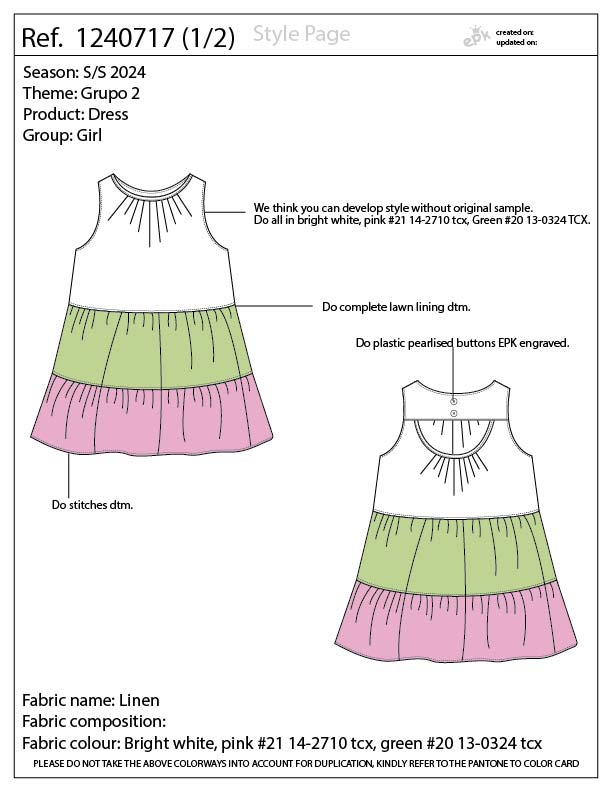 Ref.  1240717 (1/2)
Style Page
epk
created on:
updated on:
Season: S/S 2024
Theme: Grupo 2
Product: Dress
Group: Girl
We think you can develop style without original sample.
Do all in bright white, pink #21 14-2710 tcx, Green #20 13-0324 TCX.
Do complete lawn lining dtm.
Do plastic pearlised buttons EPK engraved.
Do stitches dtm.
Fabric name: Linen
Fabric composition:
Fabric colour: Bright white, pink #21 14-2710 tcx, green #20 13-0324 tcx
PLEASE DO NOT TAKE THE ABOVE COLORWAYS INTO ACCOUNT FOR DUPLICATION, KINDLY REFER TO THE PANTONE TO COLOR CARD